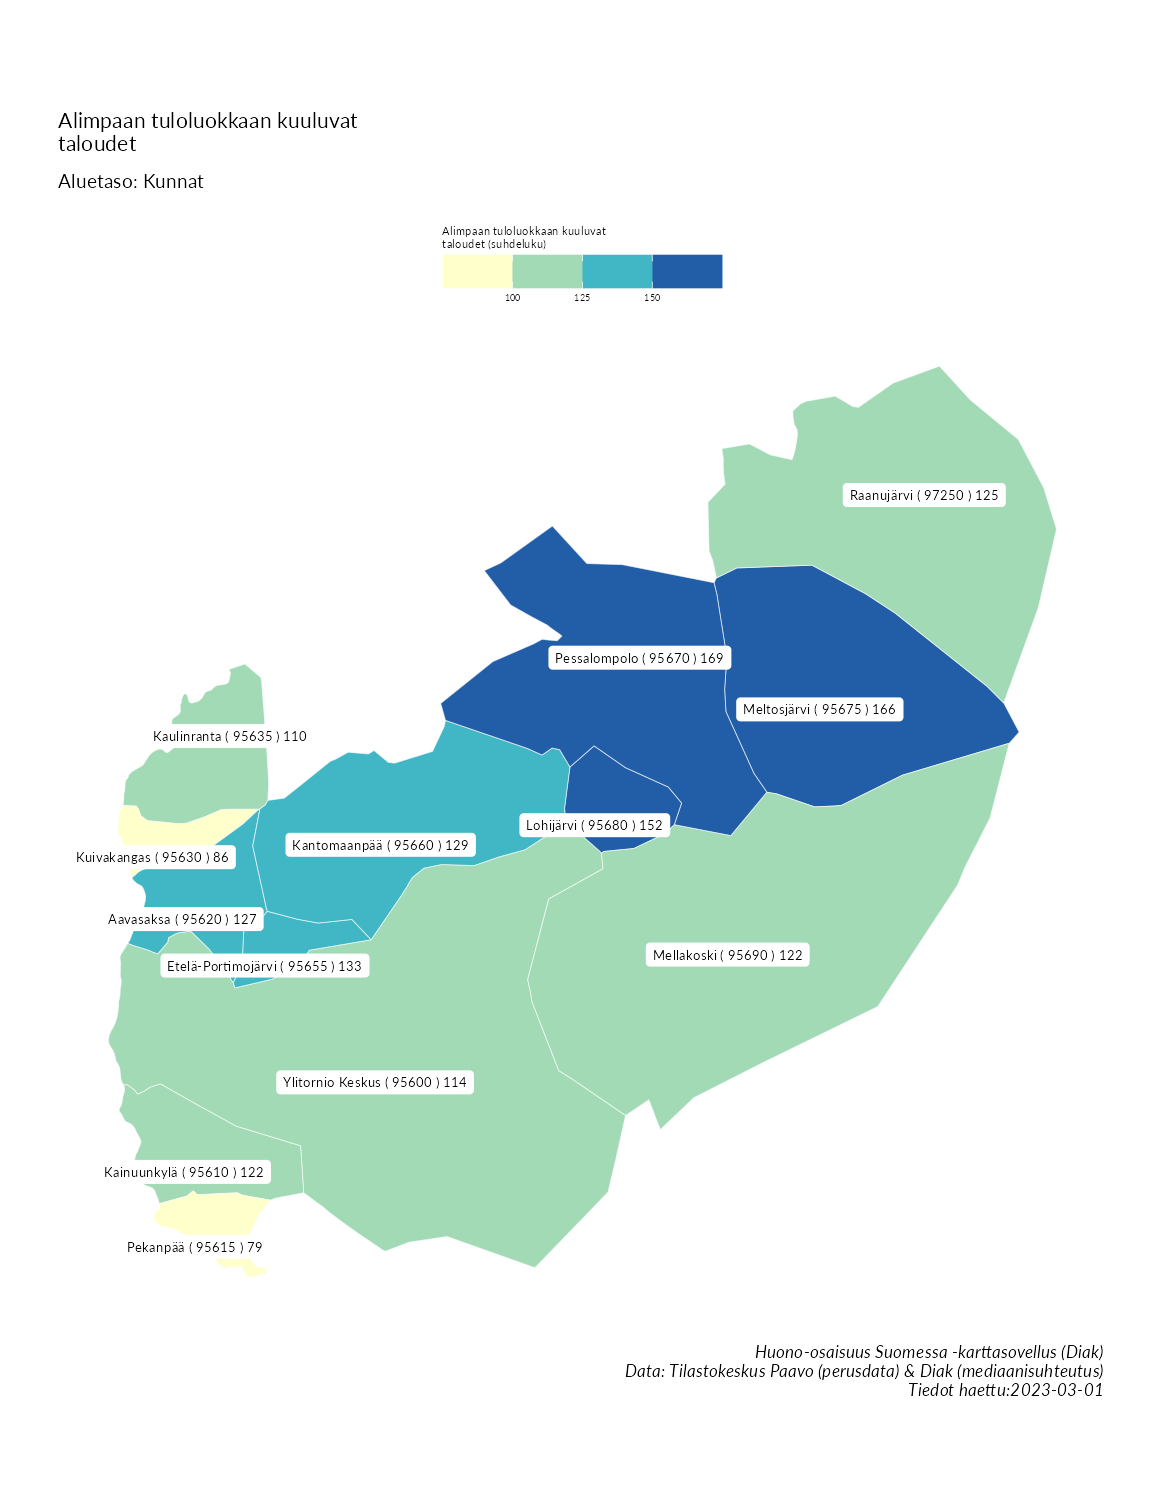 Alimpaan tuloluokkaan kuuluvat
taloudet
Aluetaso: Kunnat
Alimpaan tuloluokkaan kuuluvat
taloudet (suhdeluku)
100 125 150
Raanujärvi ( 97250 ) 125
Pessalompolo ( 95670 ) 169
Meltosjärvi ( 95675 ) 166
Kaulinranta ( 95635 ) 110
Lohijärvi ( 95680 ) 152
Kantomaanpää ( 95660 ) 129
Kuivakangas ( 95630 ) 86
Aavasaksa ( 95620 ) 127
Mellakoski ( 95690 ) 122
Etelä-Portimojärvi ( 95655 ) 133
Ylitornio Keskus ( 95600 ) 114
Kainuunkylä ( 95610 ) 122
Pekanpää ( 95615 ) 79
Huono-osaisuus Suomessa -karttasovellus (Diak)
Data: Tilastokeskus Paavo (perusdata) & Diak (mediaanisuhteutus)
Tiedot haettu:2023-03-01